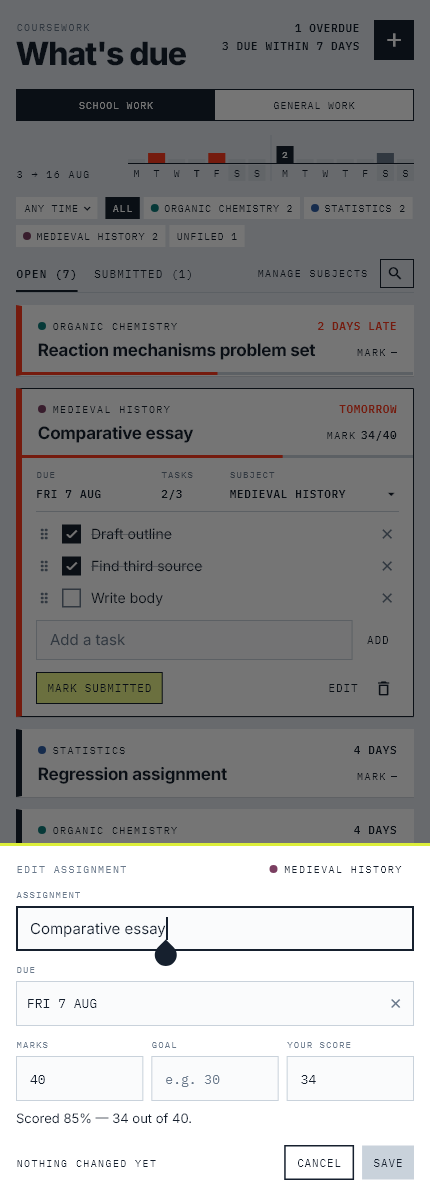 COURSEWORK
What's due
1 OVERDUE
3 DUE WITHIN 7 DAYS
+
SCHOOL WORK
GENERAL WORK
3 → 16 AUG
2
M T W T F S S M T W T F S S
ANY TIME
ALL
ORGANIC CHEMISTRY 2
STATISTICS 2
MEDIEVAL HISTORY 2
UNFILED 1
OPEN (7)
SUBMITTED (1)
MANAGE SUBJECTS
ORGANIC CHEMISTRY
2 DAYS LATE
Reaction mechanisms problem set
MARK —
MEDIEVAL HISTORY
TOMORROW
Comparative essay
MARK 34/40
DUE
TASKS
SUBJECT
FRI 7 AUG
2/3
MEDIEVAL HISTORY
Draft outline
Find third source
Write body
Add a task
ADD
MARK SUBMITTED
EDIT
STATISTICS
4 DAYS
Regression assignment
MARK —
ORGANIC CHEMISTRY
4 DAYS
EDIT ASSIGNMENT
MEDIEVAL HISTORY
ASSIGNMENT
Comparative essay
DUE
FRI 7 AUG
MARKS
GOAL
YOUR SCORE
40
e.g. 30
34
Scored 85% — 34 out of 40.
NOTHING CHANGED YET
CANCEL
SAVE